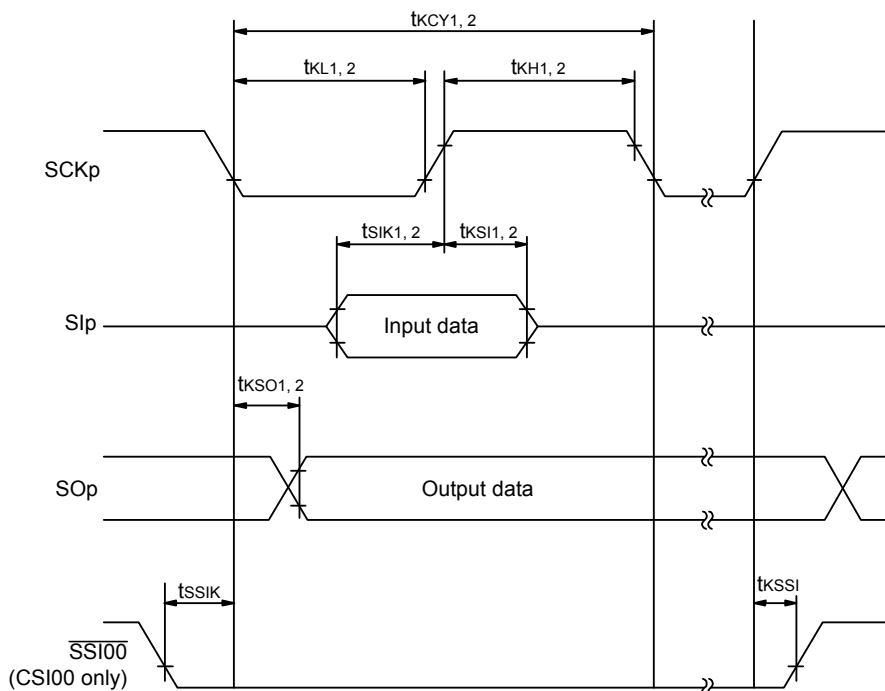 tKCY1, 2
tKL1, 2
tKH1, 2
SCKp
tSIK1, 2
tKSI1, 2
SIp
Input data
tKSO1, 2
SOp
Output data
tSSIK
tKSSI
SSI00
(CSI00 only)